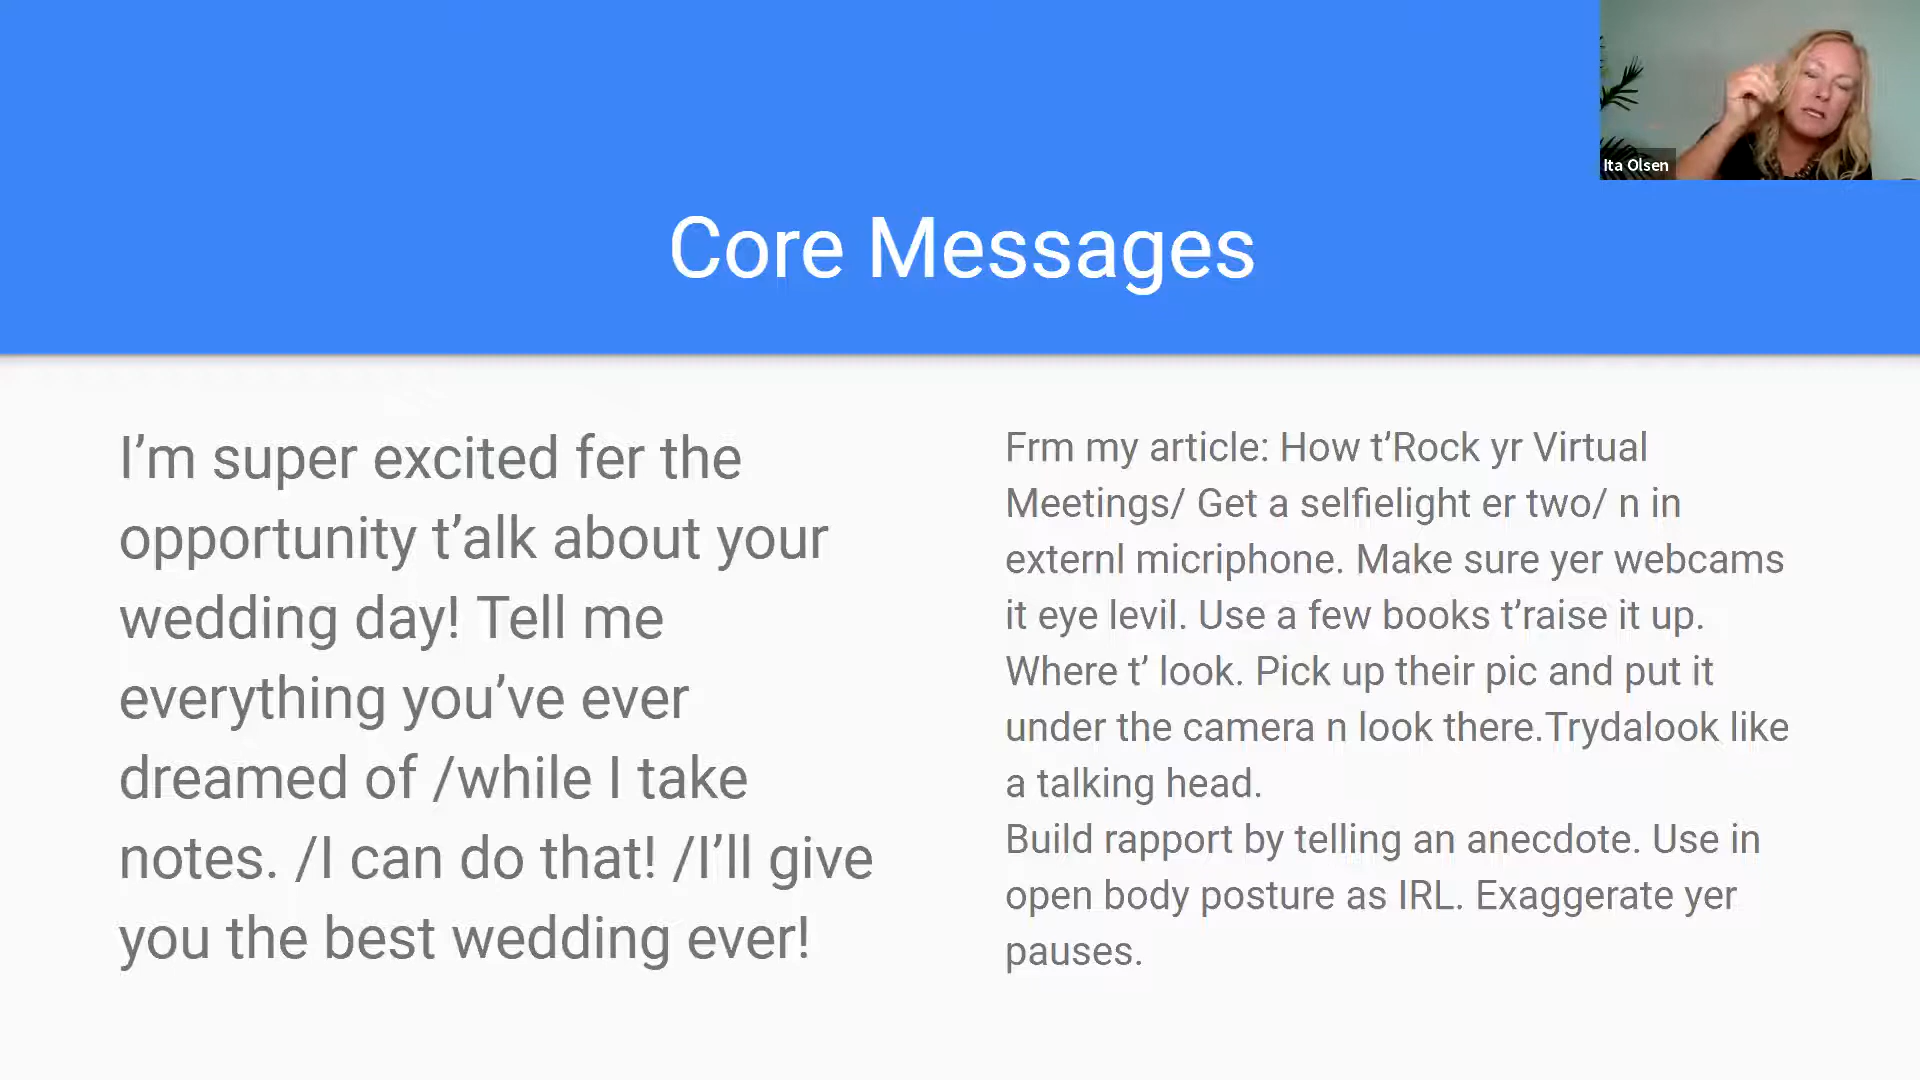 Ita Olsen
Core Messages
I’m super excited fer the
opportunity t’alk about your
wedding day! Tell me
everything you’ve ever
dreamed of /while I take
notes. /I can do that! /I’ll give
you the best wedding ever!
Frm my article: How t’Rock yr Virtual
Meetings/ Get a selfielight er two/ n in
externl micriphone. Make sure yer webcams
it eye levil. Use a few books t’raise it up.
Where t’ look. Pick up their pic and put it
under the camera n look there.Trydalook like
a talking head.
Build rapport by telling an anecdote. Use in
open body posture as IRL. Exaggerate yer
pauses.